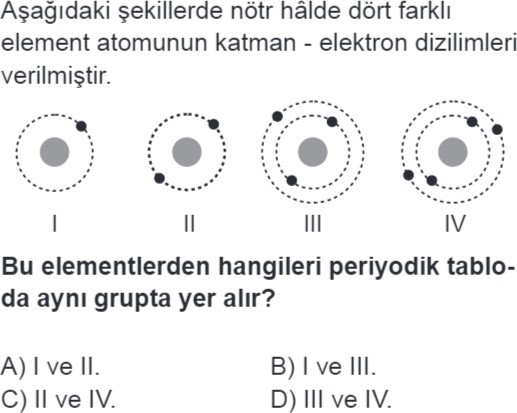 Aşağıdaki şekillerde nötr hâlde dört farklı
element atomunun katman - elektron dizilimleri
verilmiştir.
I II III IV
Bu elementlerden hangileri periyodik tablo-
da aynı grupta yer alır?
A) I ve II. B) I ve III.
C) II ve IV. D) III ve IV.